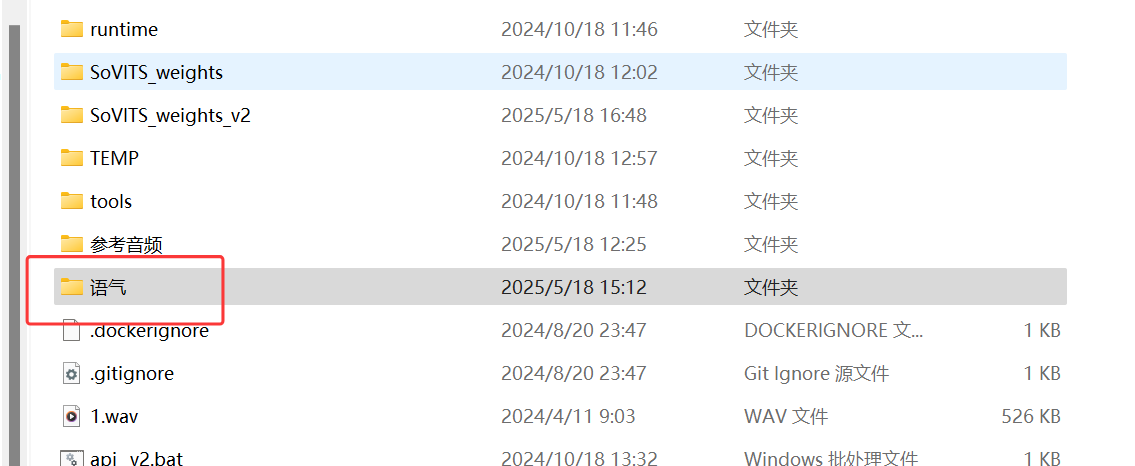 runtime 2024/10/18 11:46 文件夹
SoVITS_weights 2024/10/18 12:02 文件夹
SoVITS_weights_v2 2025/5/18 16:48 文件夹
TEMP 2024/10/18 12:57 文件夹
tools 2024/10/18 11:48 文件夹
参考音频 2025/5/18 12:25 文件夹
语气 2025/5/18 15:12 文件夹
.dockerignore 2024/8/20 23:47 DOCKERIGNORE 文... 1 KB
.gitignore 2024/8/20 23:47 Git Ignore 源文件 1 KB
1.wav 2024/4/11 9:03 WAV 文件 526 KB
api_v2.bat 2024/10/18 13:32 Windows 批处理文件 1 KB